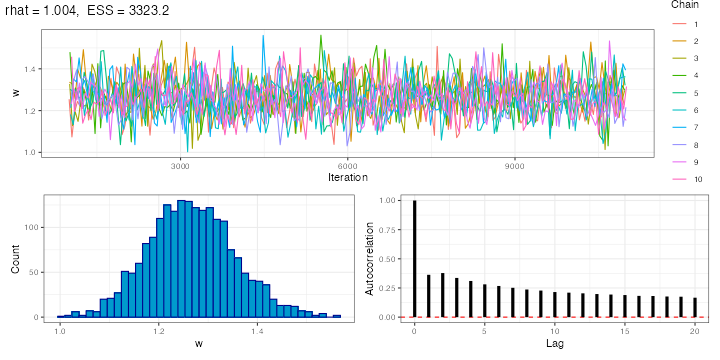 rhat = 1.004, ESS = 3323.2
Chain
1
2
3
4
5
6
7
8
9
10
w
1.4
1.2
1.0
3000 6000 9000
Iteration
Count
100
50
0
1.0 1.2 1.4
w
Autocorrelation
1.00
0.75
0.50
0.25
0.00
0 5 10 15 20
Lag